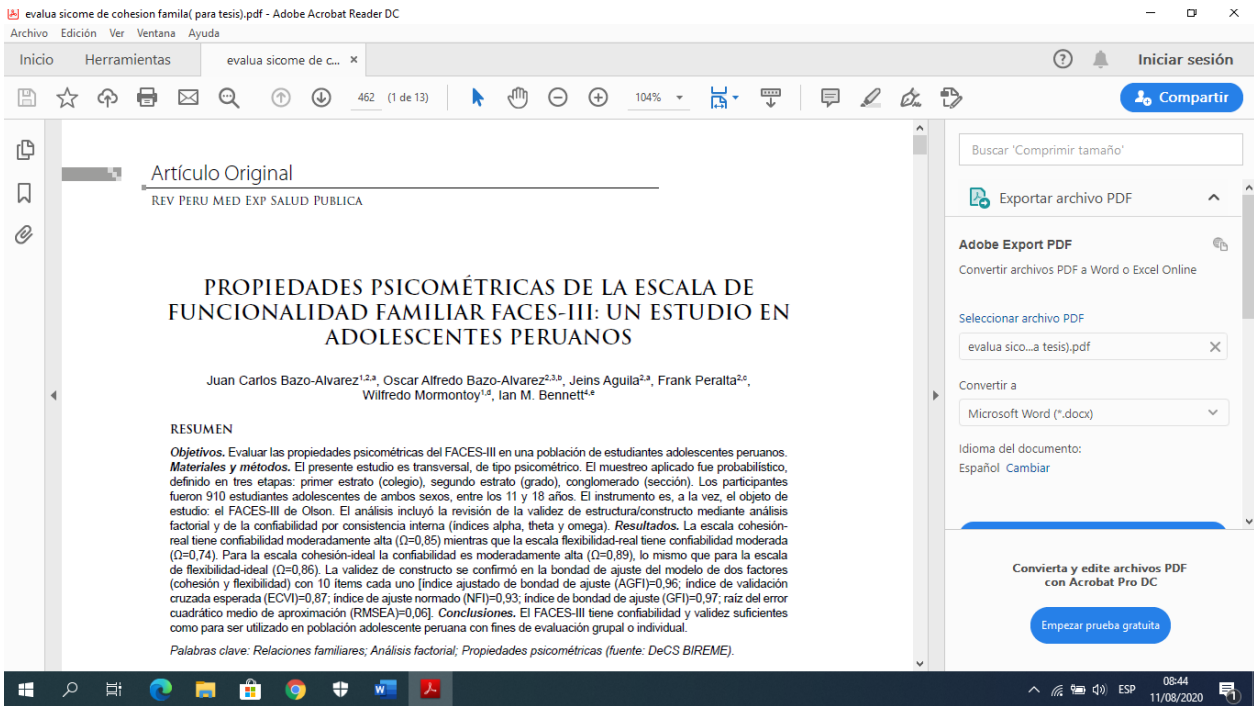 evalua sicome de cohesion famila( para tesis).pdf - Adobe Acrobat Reader DC
Archivo Edición Ver Ventana Ayuda
Inicio Herramientas evalua sicome de c... × Iniciar sesión
462 (1 de 13) 104% Compartir
Artículo Original
REV PERU MED EXP SALUD PUBLICA
PROPIEDADES PSICOMÉTRICAS DE LA ESCALA DE
FUNCIONALIDAD FAMILIAR FACES-III: UN ESTUDIO EN
ADOLESCENTES PERUANOS
Juan Carlos Bazo-Alvarez1,2,a, Oscar Alfredo Bazo-Alvarez2,3,b, Jeins Aguila2,a, Frank Peralta2,c,
Wilfredo Mormontoy1,d, Ian M. Bennett4,e
RESUMEN
Objetivos. Evaluar las propiedades psicométricas del FACES-III en una población de estudiantes adolescentes peruanos.
Materiales y métodos. El presente estudio es transversal, de tipo psicométrico. El muestreo aplicado fue probabilístico,
definido en tres etapas: primer estrato (colegio), segundo estrato (grado), conglomerado (sección). Los participantes
fueron 910 estudiantes adolescentes de ambos sexos, entre los 11 y 18 años. El instrumento es, a la vez, el objeto de
estudio: el FACES-III de Olson. El análisis incluyó la revisión de la validez de estructura/constructo mediante análisis
factorial y de la confiabilidad por consistencia interna (índices alpha, theta y omega). Resultados. La escala cohesión-
real tiene confiabilidad moderadamente alta (Ω=0,85) mientras que la escala flexibilidad-real tiene confiabilidad moderada
(Ω=0,74). Para la escala cohesión-ideal la confiabilidad es moderadamente alta (Ω=0,89), lo mismo que para la escala
de flexibilidad-ideal (Ω=0,86). La validez de constructo se confirmó en la bondad de ajuste del modelo de dos factores
(cohesión y flexibilidad) con 10 ítems cada uno [índice ajustado de bondad de ajuste (AGFI)=0,96; índice de validación
cruzada esperada (ECVI)=0,87; índice de ajuste normado (NFI)=0,93; índice de bondad de ajuste (GFI)=0,97; raíz del error
cuadrático medio de aproximación (RMSEA)=0,06]. Conclusiones. El FACES-III tiene confiabilidad y validez suficientes
como para ser utilizado en población adolescente peruana con fines de evaluación grupal o individual.
Palabras clave: Relaciones familiares; Análisis factorial; Propiedades psicométricas (fuente: DeCS BIREME).
Buscar 'Comprimir tamaño'
Exportar archivo PDF
Adobe Export PDF
Convertir archivos PDF a Word o Excel Online
Seleccionar archivo PDF
evalua sico...a tesis).pdf
Convertir a
Microsoft Word (*.docx)
Idioma del documento:
Español Cambiar
Convierta y edite archivos PDF
con Acrobat Pro DC
Empezar prueba gratuita
ESP
08:44
11/08/2020